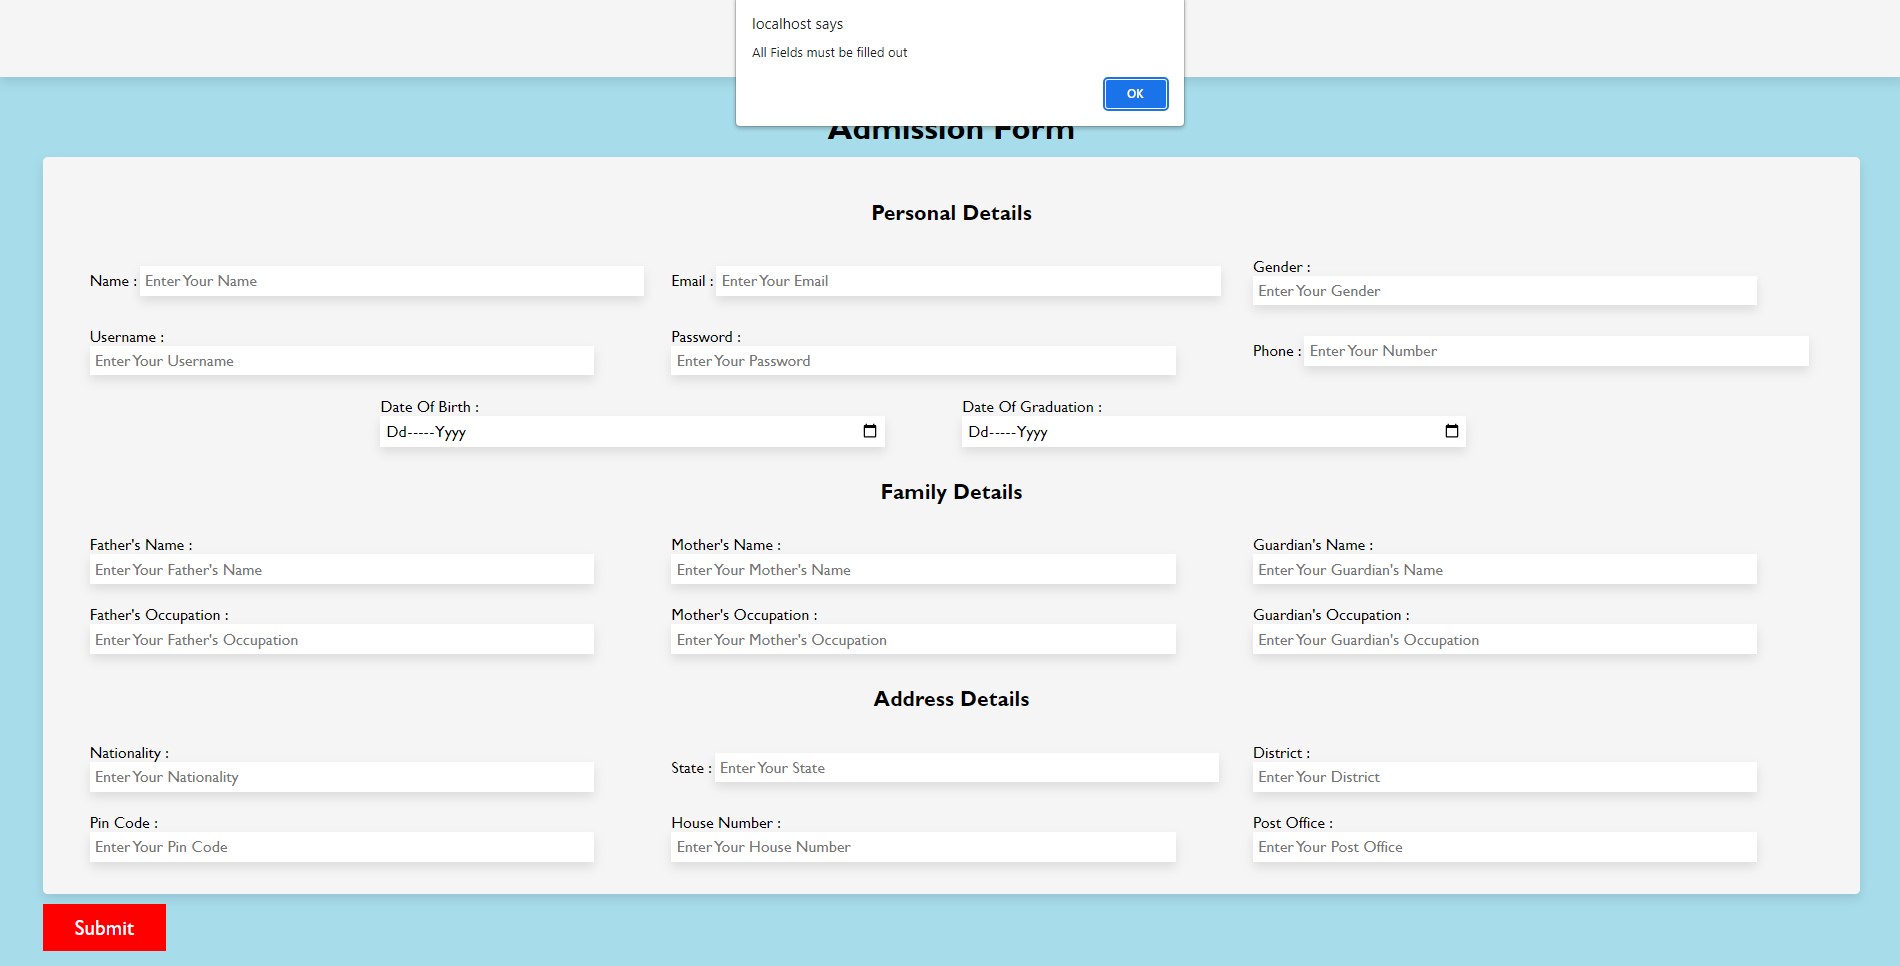 localhost says
All Fields must be filled out
OK
Admission Form
Personal Details
Name : Enter Your Name
Email : Enter Your Email
Gender :
Enter Your Gender
Username :
Enter Your Username
Password :
Enter Your Password
Phone : Enter Your Number
Date Of Birth :
Dd-----Yyyy
Date Of Graduation :
Dd-----Yyyy
Family Details
Father's Name :
Enter Your Father's Name
Mother's Name :
Enter Your Mother's Name
Guardian's Name :
Enter Your Guardian's Name
Father's Occupation :
Enter Your Father's Occupation
Mother's Occupation :
Enter Your Mother's Occupation
Guardian's Occupation :
Enter Your Guardian's Occupation
Address Details
Nationality :
Enter Your Nationality
State : Enter Your State
District :
Enter Your District
Pin Code :
Enter Your Pin Code
House Number :
Enter Your House Number
Post Office :
Enter Your Post Office
Submit